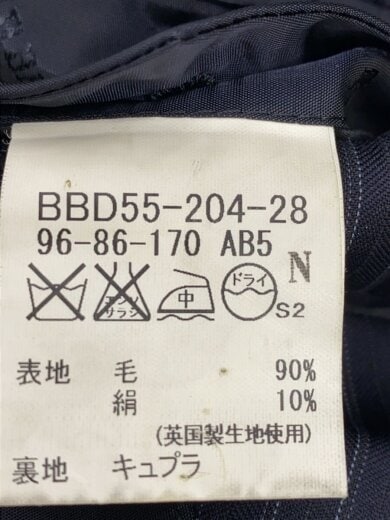 BBD55-204-28
96-86-170 AB5
N
エンソ
サラシ
中
ドライ
S2
表地 毛 90%
絹 10%
(英国製生地使用)
裏地 キュプラ